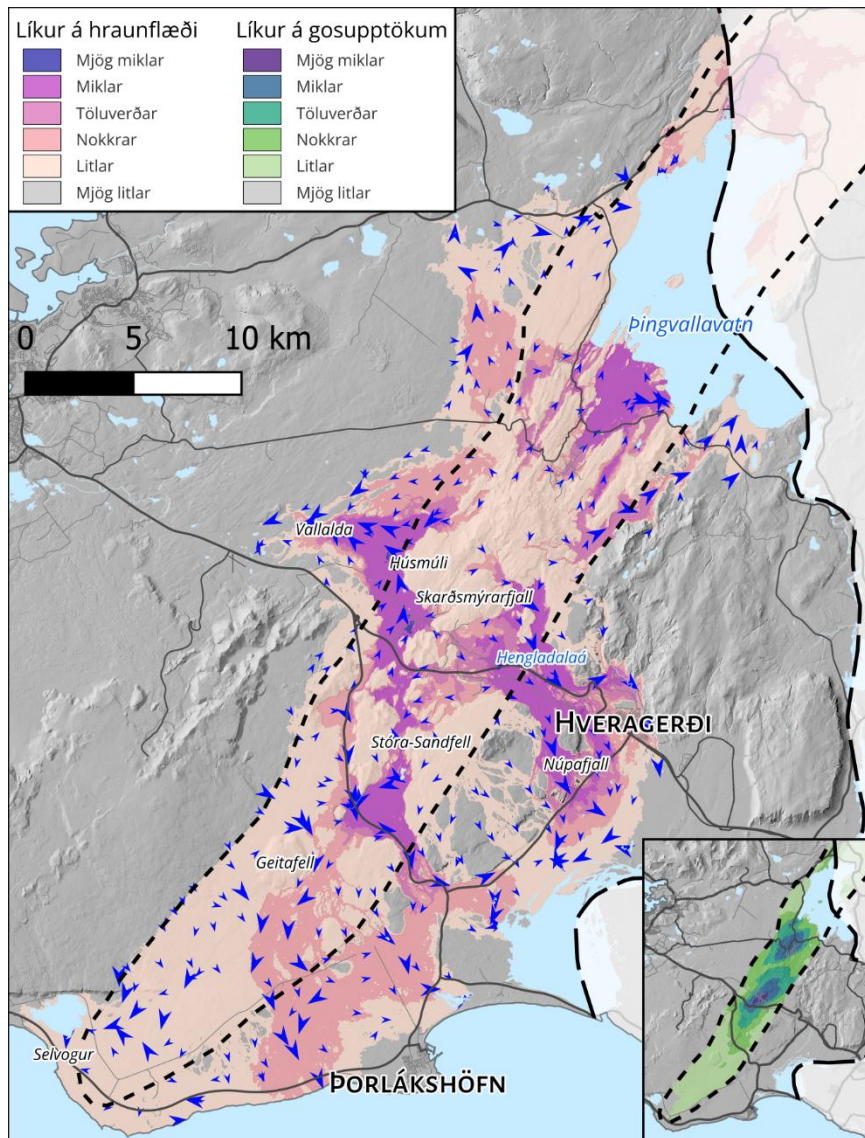 Líkur á hraunflæði
Mjög miklar
Miklar
Töluverðar
Nokkrar
Litlar
Mjög litlar
Líkur á gosupptökum
Mjög miklar
Miklar
Töluverðar
Nokkrar
Litlar
Mjög litlar
0 5 10 km
Þingvallavatn
Vallalda
Húsmúli
Skarðsmýrarfjall
Hengladalaá
Hveragerði
Stóra-Sandfell
Núpafjall
Geitafell
Selvogur
Þorlákshöfn